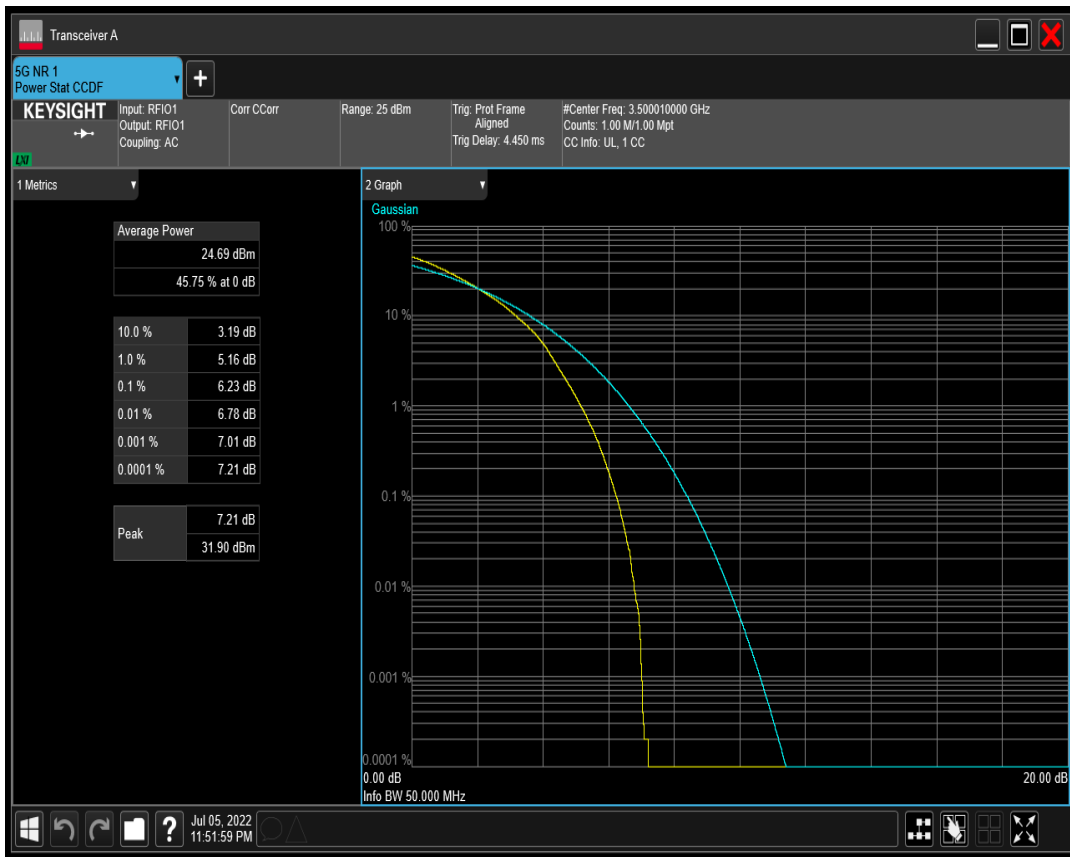 Transceiver A
5G NR 1
Power Stat CCDF
+
KEYSIGHT
LXI
Input: RFIO1
Output: RFIO1
Coupling: AC
Corr CCorr
Range: 25 dBm
Trig: Prot Frame
Aligned
Trig Delay: 4.450 ms
#Center Freq: 3.500010000 GHz
Counts: 1.00 M/1.00 Mpt
CC Info: UL, 1 CC
1 Metrics
Average Power
24.69 dBm
45.75 % at 0 dB
10.0 % 3.19 dB
1.0 % 5.16 dB
0.1 % 6.23 dB
0.01 % 6.78 dB
0.001 % 7.01 dB
0.0001 % 7.21 dB
Peak
7.21 dB
31.90 dBm
2 Graph
Gaussian
100 %
10 %
1 %
0.1 %
0.01 %
0.001 %
0.0001 %
0.00 dB 20.00 dB
Info BW 50.000 MHz
?
Jul 05, 2022
11:51:59 PM